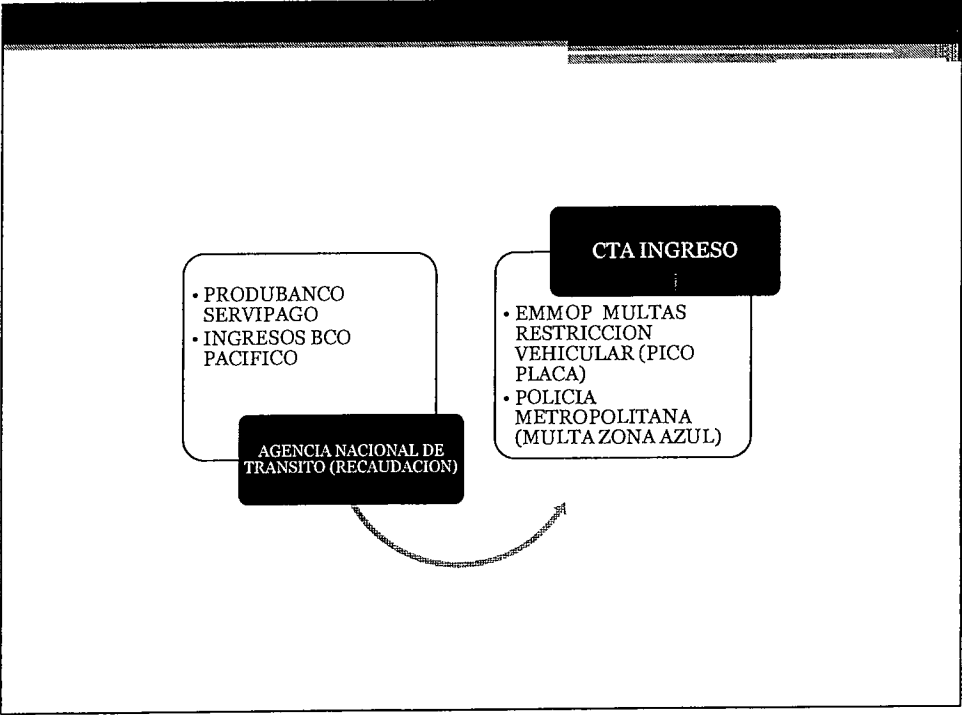 • PRODUBANCO
SERVIPAGO
• INGRESOS BCO
PACIFICO
AGENCIA NACIONAL DE
TRANSITO (RECAUDACION)
CTA INGRESO
• EMMOP MULTAS
RESTRICCION
VEHICULAR (PICO
PLACA)
• POLICIA
METROPOLITANA
(MULTA ZONA AZUL)